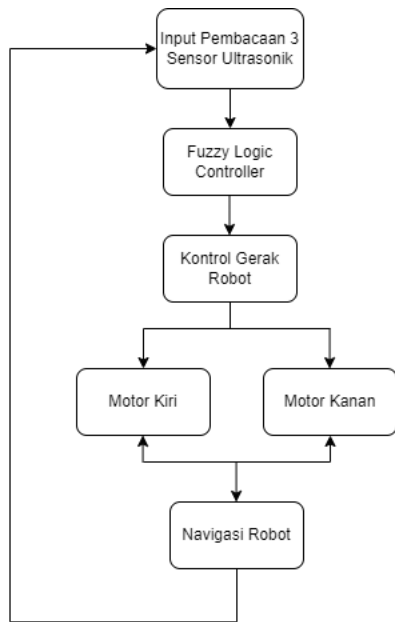 Input Pembacaan 3
Sensor Ultrasonik
Fuzzy Logic
Controller
Kontrol Gerak
Robot
Motor Kiri
Motor Kanan
Navigasi Robot